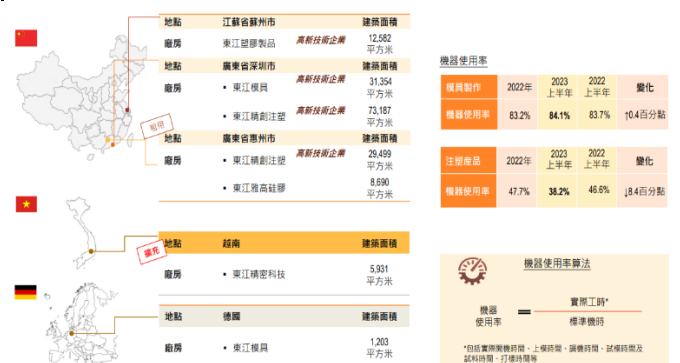 地點 江蘇省蘇州市 建築面積
廠房 東江塑膠製品 高新技術企業 12,582
平方米
地點 廣東省深圳市 建築面積
廠房 ▪ 東江模具 高新技術企業 31,354
平方米
▪ 東江精創注塑 高新技術企業 73,187
平方米
租用
地點 廣東省惠州市 建築面積
廠房 ▪ 東江精創注塑 高新技術企業 29,499
平方米
▪ 東江雅高硅膠 8,690
平方米
擴充
地點 越南 建築面積
廠房 ▪ 東江精密科技 5,931
平方米
地點 德國 建築面積
廠房 ▪ 東江模具 1,203
平方米
機器使用率
模具製作 2022年 2023
上半年 2022
上半年 變化
機器使用率 83.2% 84.1% 83.7% ↑0.4百分點
注塑產品 2022年 2023
上半年 2022
上半年 變化
機器使用率 47.7% 38.2% 46.6% ↓8.4百分點
機器使用率算法
機器
使用率 = 實際工時*
標準機時
*包括實際開機時間、上模時間、調機時間、試模時間及
試料時間、打樣時間等